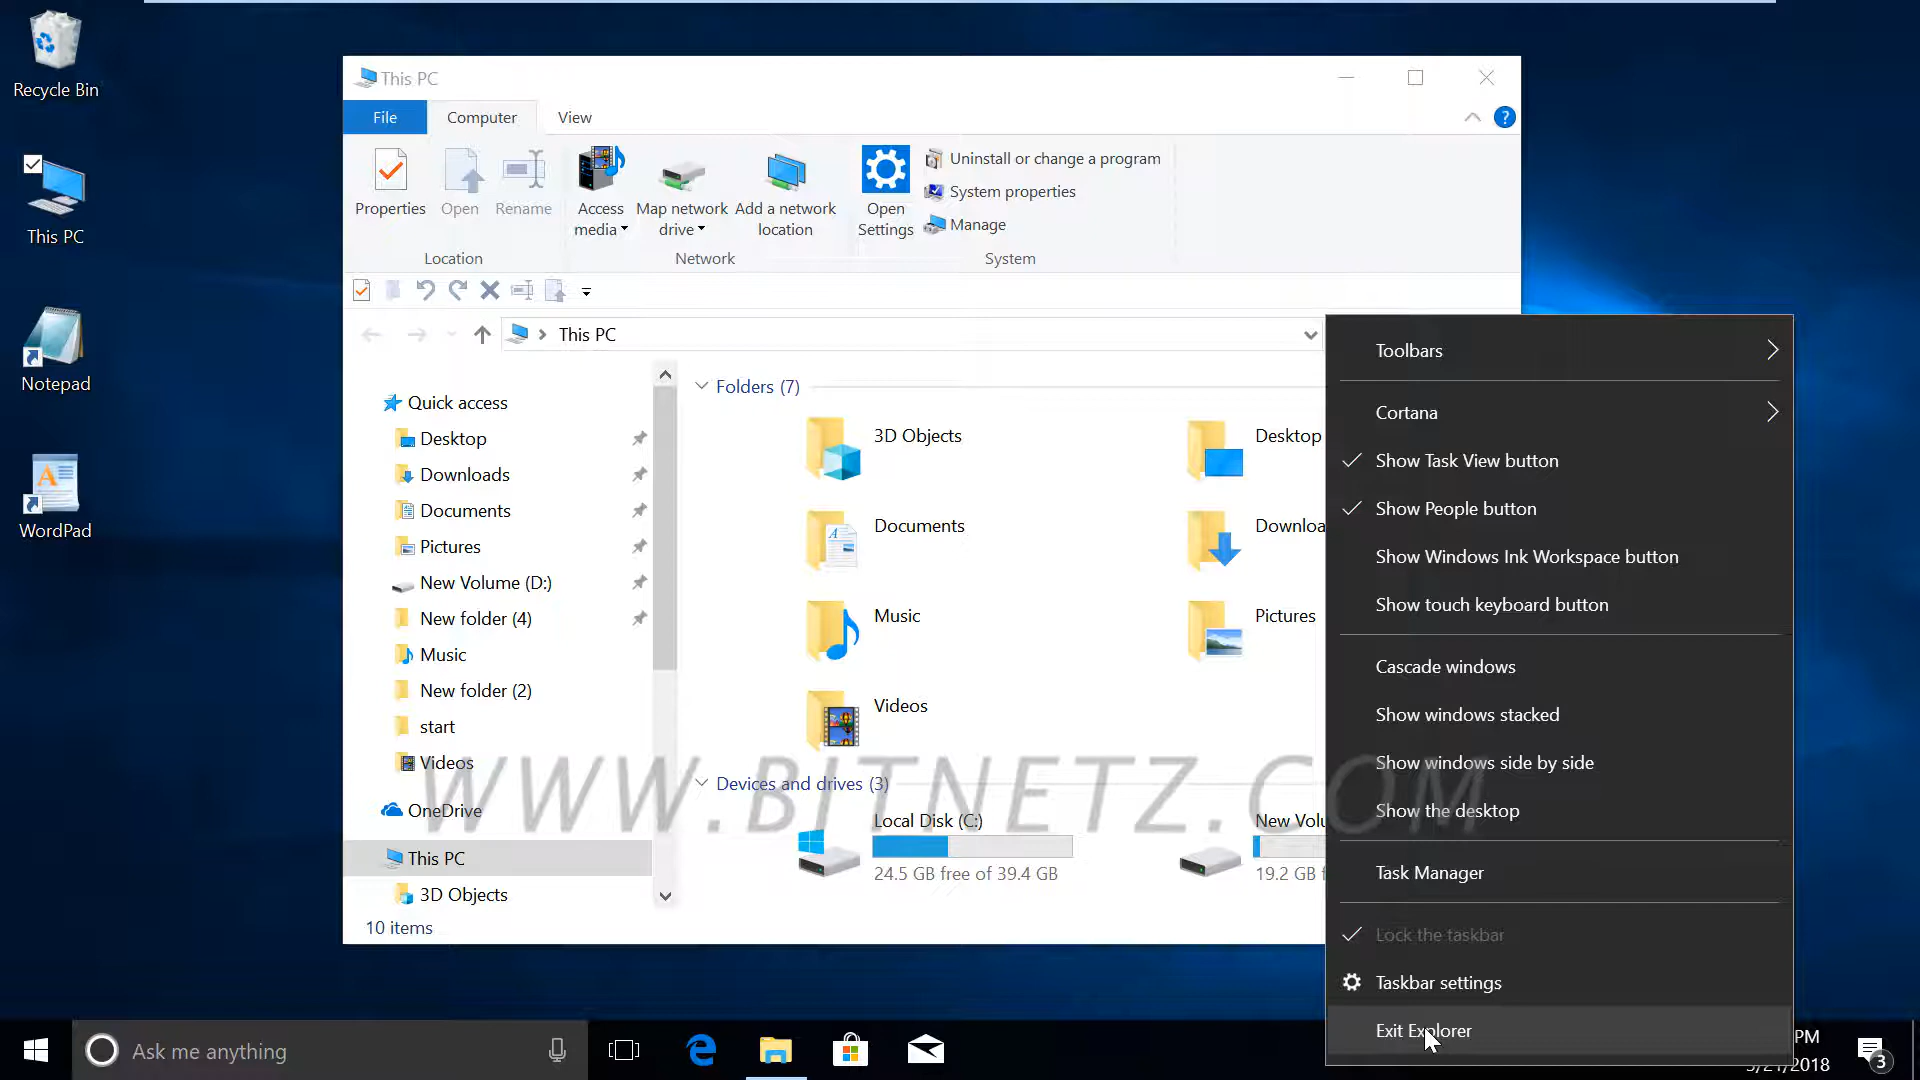 Recycle Bin
This PC
Notepad
WordPad
This PC
File
Computer
View
Properties
Open
Rename
Location
Access
media
Map network
drive
Add a network
location
Network
Open
Settings
Uninstall or change a program
System properties
Manage
System
This PC
Quick access
Desktop
Downloads
Documents
Pictures
New Volume (D:)
New folder (4)
Music
New folder (2)
start
Videos
OneDrive
This PC
3D Objects
10 items
Folders (7)
3D Objects
Desktop
Documents
Downloa
Music
Pictures
Videos
Devices and drives (3)
Local Disk (C:)
24.5 GB free of 39.4 GB
New Volu
19.2 GB f
WWW.BITNETZ.COM
Toolbars
Cortana
Show Task View button
Show People button
Show Windows Ink Workspace button
Show touch keyboard button
Cascade windows
Show windows stacked
Show windows side by side
Show the desktop
Task Manager
Lock the taskbar
Taskbar settings
Exit Explorer
Ask me anything
PM
/2018
3